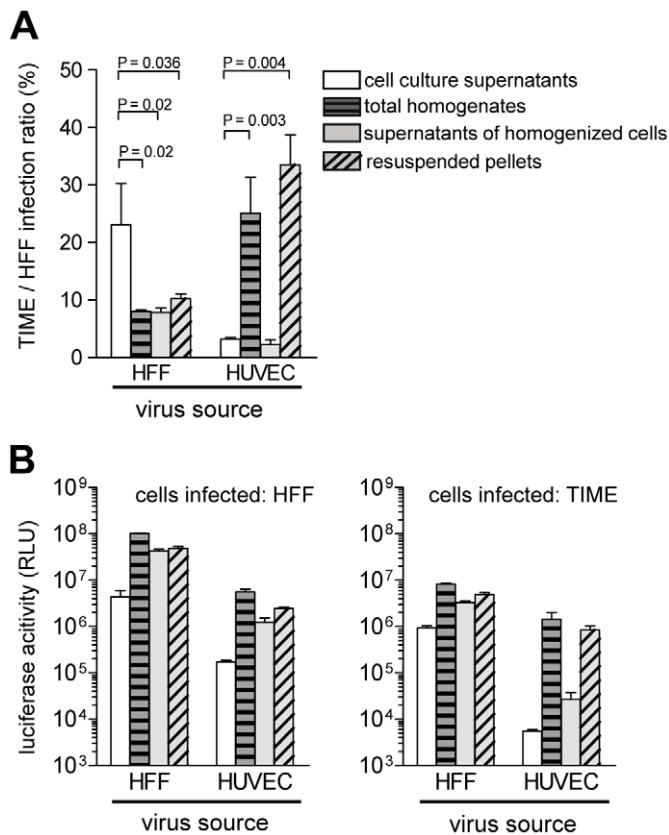 A
TIME / HFF infection ratio (%)
50
40
30
20
10
0
P = 0.036
P = 0.02
P = 0.02
P = 0.004
P = 0.003
HFF
HUVEC
virus source
cell culture supernatants
total homogenates
supernatants of homogenized cells
resuspended pellets
B
luciferase acitivity (RLU)
cells infected: HFF
10⁹
10⁸
10⁷
10⁶
10⁵
10⁴
10³
HFF
HUVEC
virus source
cells infected: TIME
10⁹
10⁸
10⁷
10⁶
10⁵
10⁴
10³
HFF
HUVEC
virus source